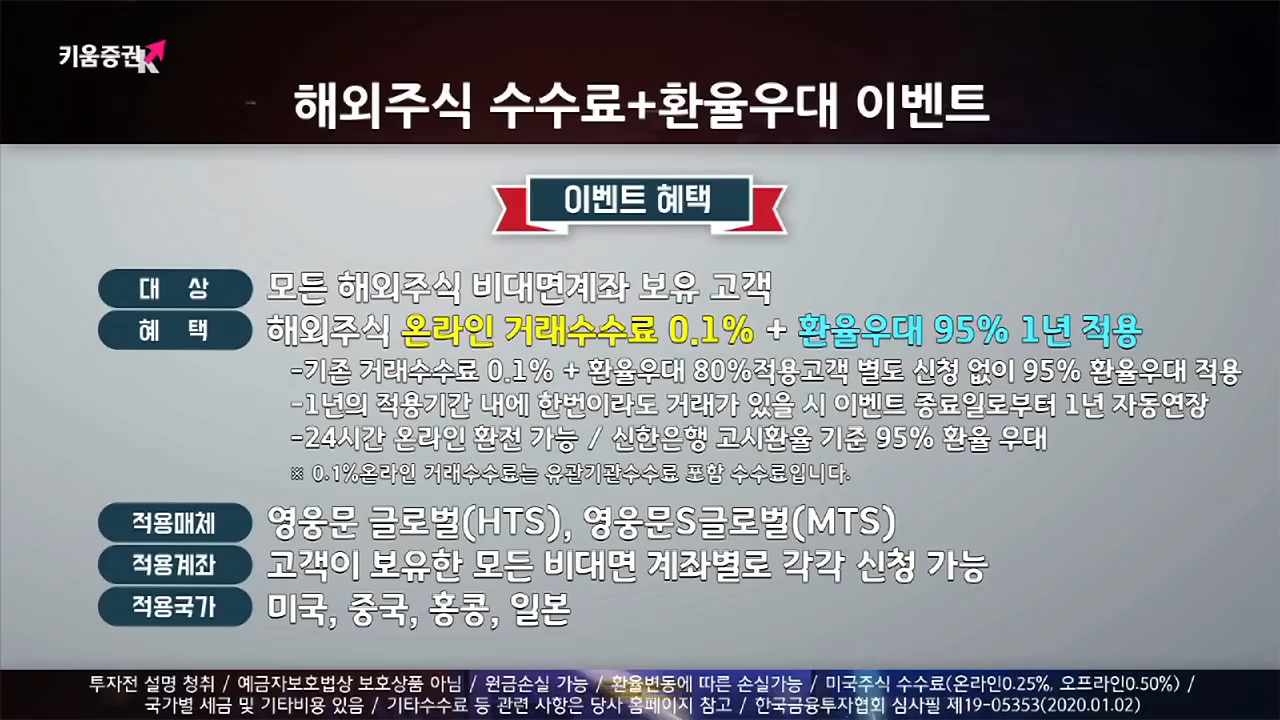 키움증권
해외주식 수수료+환율우대 이벤트
이벤트 혜택
대 상 모든 해외주식 비대면계좌 보유 고객
혜 택 해외주식 온라인 거래수수료 0.1% + 환율우대 95% 1년 적용
-기존 거래수수료 0.1% + 환율우대 80%적용고객 별도 신청 없이 95% 환율우대 적용
-1년의 적용기간 내에 한번이라도 거래가 있을 시 이벤트 종료일로부터 1년 자동연장
-24시간 온라인 환전 가능 / 신한은행 고시환율 기준 95% 환율 우대
※ 0.1%온라인 거래수수료는 유관기관수수료 포함 수수료입니다.
적용매체 영웅문 글로벌(HTS), 영웅문S글로벌(MTS)
적용계좌 고객이 보유한 모든 비대면 계좌별로 각각 신청 가능
적용국가 미국, 중국, 홍콩, 일본
투자전 설명 청취 / 예금자보호법상 보호상품 아님 / 원금손실 가능 / 환율변동에 따른 손실가능 / 미국주식 수수료(온라인0.25%, 오프라인0.50%) /
국가별 세금 및 기타비용 있음 / 기타수수료 등 관련 사항은 당사 홈페이지 참고 / 한국금융투자협회 심사필 제19-05353(2020.01.02)